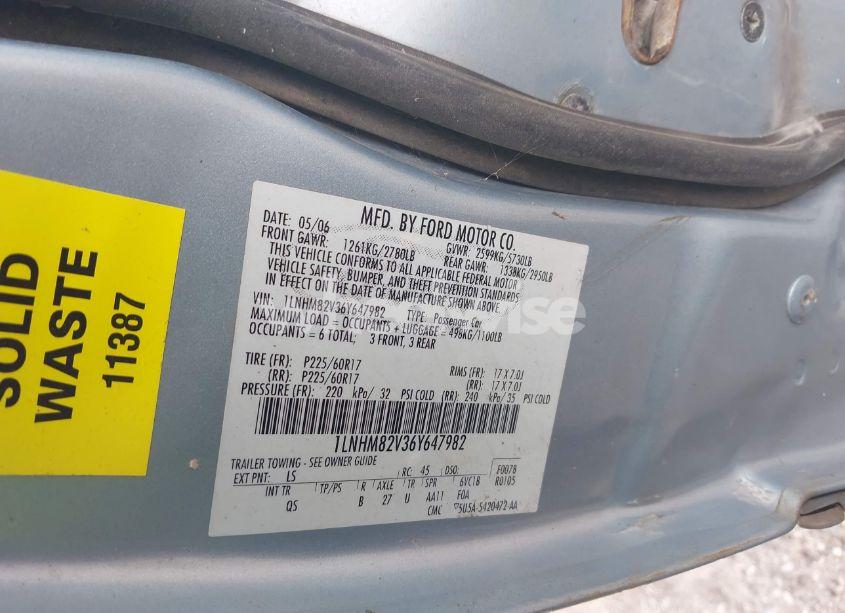 SOLID
WASTE
11387
MFD. BY FORD MOTOR CO.
DATE: 05/06 GVWR: 2599KG/5730LB
FRONT GAWR: 1261KG/2780LB REAR GAWR: 1338KG/2950LB
THIS VEHICLE CONFORMS TO ALL APPLICABLE FEDERAL MOTOR
VEHICLE SAFETY, BUMPER, AND THEFT PREVENTION STANDARDS
IN EFFECT ON THE DATE OF MANUFACTURE SHOWN ABOVE.
VIN: 1LNHM82V36Y647982 TYPE: Passenger Car
MAXIMUM LOAD = OCCUPANTS + LUGGAGE = 498KG/1100LB
OCCUPANTS = 6 TOTAL; 3 FRONT, 3 REAR
TIRE (FR): P225/60R17 RIMS (FR): 17 X 7.0J
(RR): P225/60R17 (RR): 17 X 7.0J
PRESSURE (FR): 220 kPa/ 32 PSI COLD (RR): 240 kPa/ 35 PSI COLD
1LNHM82V36Y647982
TRAILER TOWING - SEE OWNER GUIDE
EXT PNT: LS RC: 45 DSO: F0078
R0105
INT TR TP/PS R AXLE TR SPR 6VC1B
QS B 27 U AA11 FOA
CMC 5U5A-5420472-AA